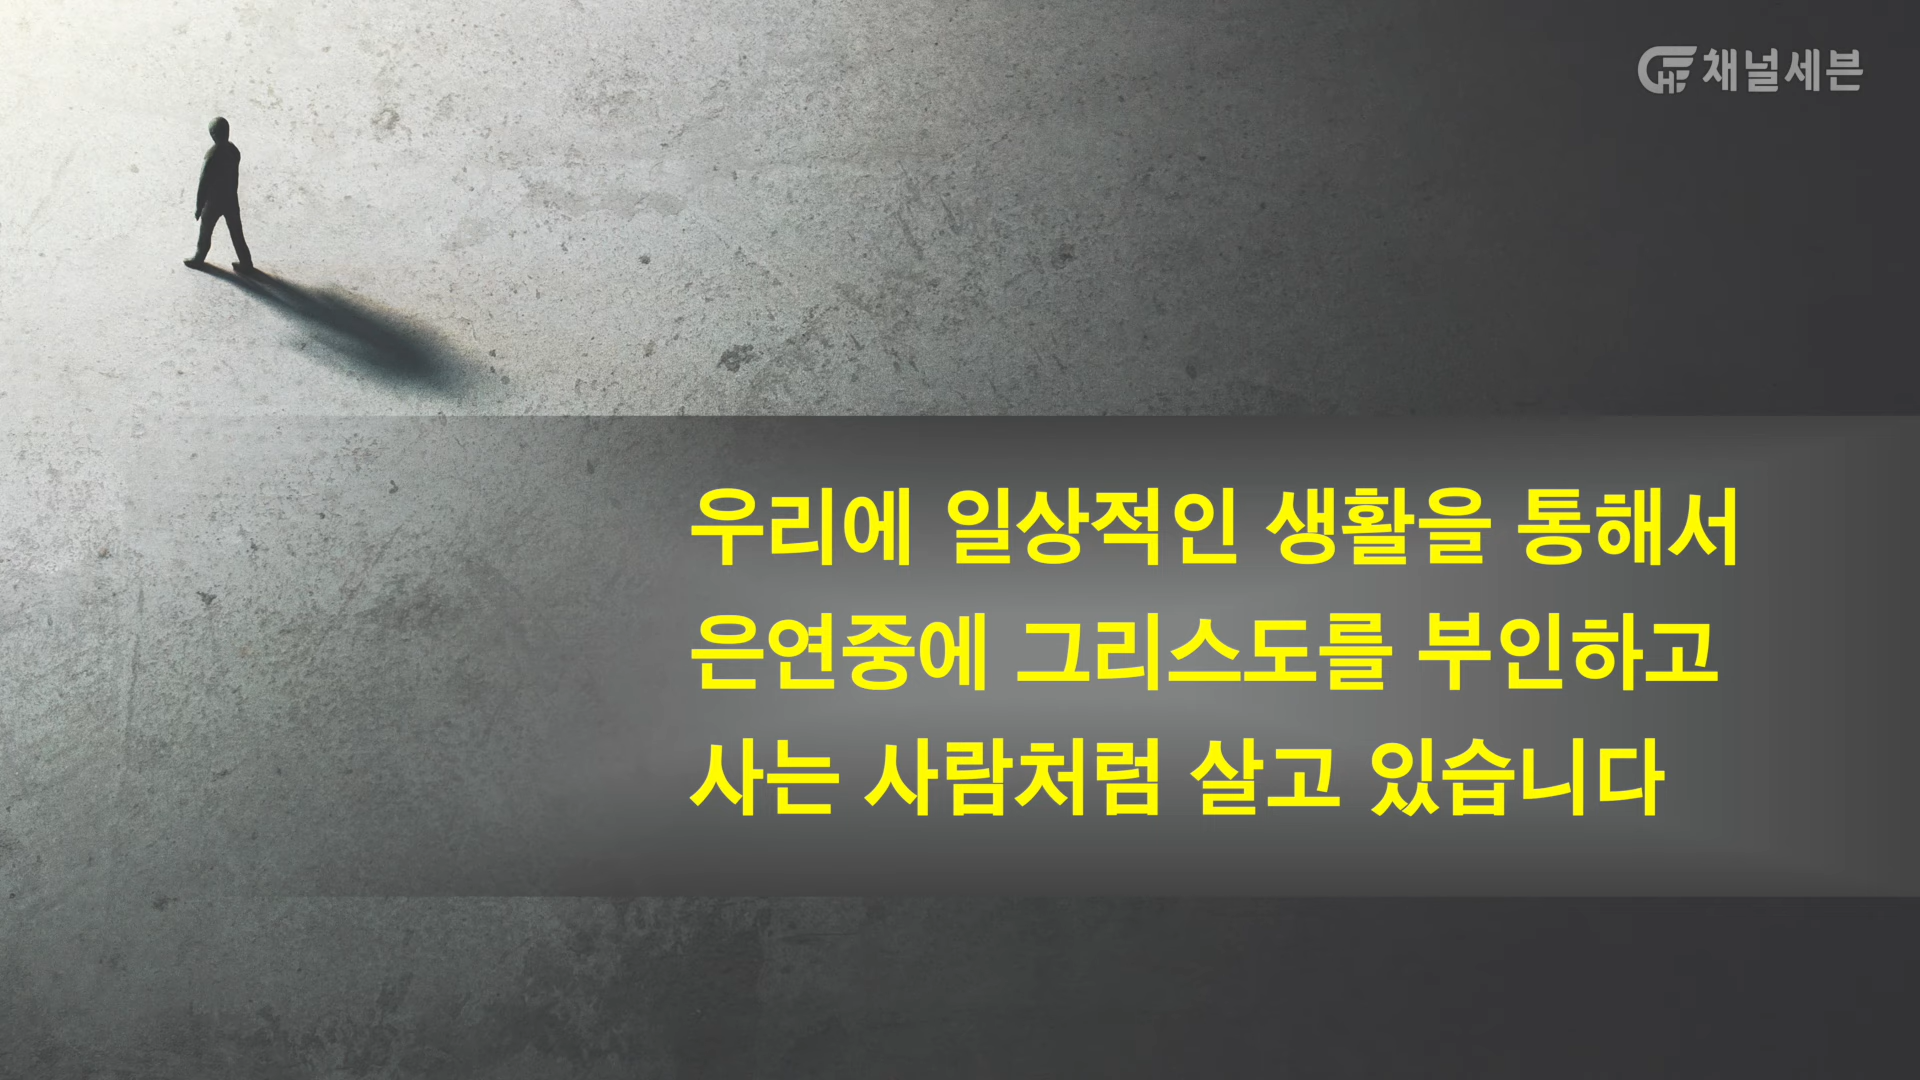 채널세븐
우리에 일상적인 생활을 통해서
은연중에 그리스도를 부인하고
사는 사람처럼 살고 있습니다